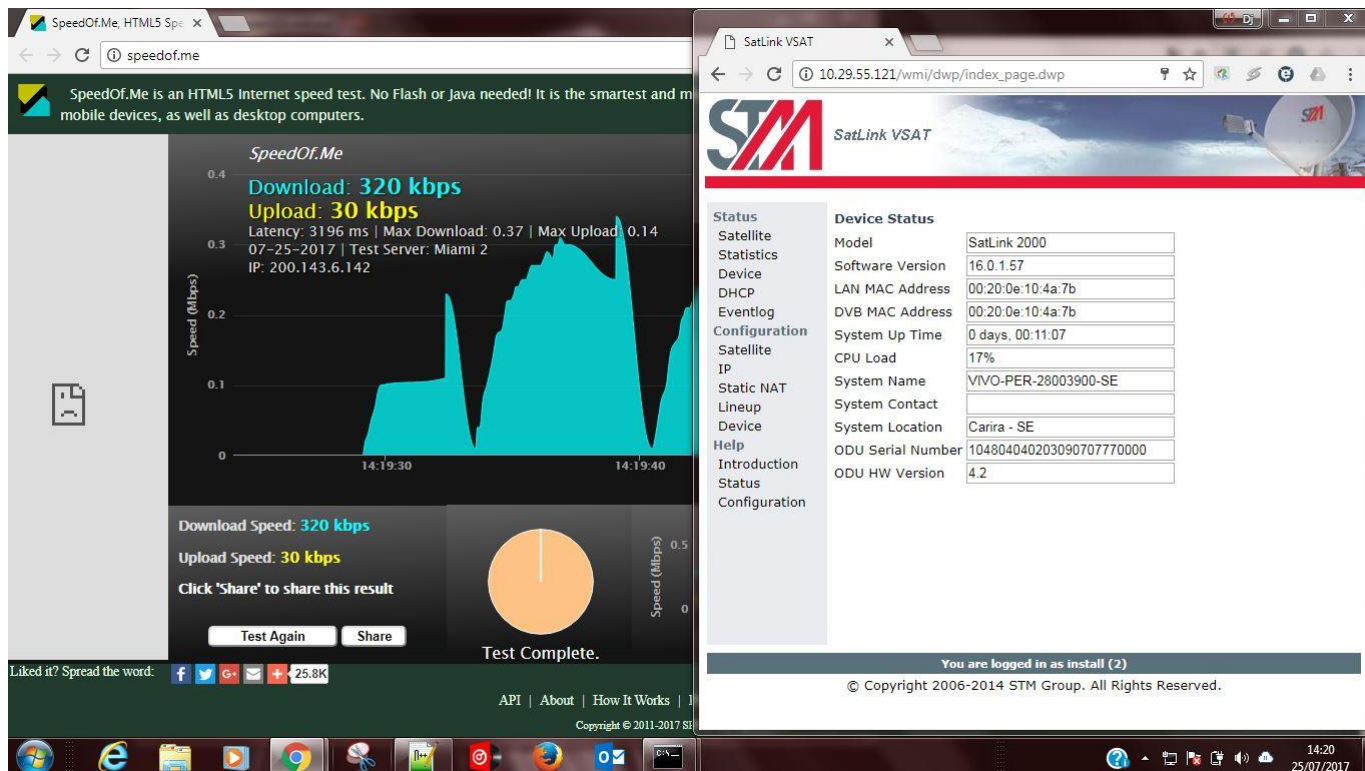 SpeedOf.Me, HTML5 Spe
speedof.me
SpeedOf.Me is an HTML5 Internet speed test. No Flash or Java needed! It is the smartest and m
mobile devices, as well as desktop computers.
SpeedOf.Me
Download: 320 kbps
Upload: 30 kbps
Latency: 3196 ms | Max Download: 0.37 | Max Upload: 0.14
07-25-2017 | Test Server: Miami 2
IP: 200.143.6.142
Speed (Mbps)
0.4
0.3
0.2
0.1
0
14:19:30
14:19:40
Download Speed: 320 kbps
Upload Speed: 30 kbps
Click 'Share' to share this result
Test Again
Share
Test Complete.
Speed (Mbps)
0.5
0
Liked it? Spread the word:
25.8K
API | About | How It Works |
Copyright © 2011-2017
Dj
SatLink VSAT
10.29.55.121/wmi/dwp/index_page.dwp
STM
SatLink VSAT
STM
Status
Satellite
Statistics
Device
DHCP
Eventlog
Configuration
Satellite
IP
Static NAT
Lineup
Device
Help
Introduction
Status
Configuration
Device Status
Model SatLink 2000
Software Version 16.0.1.57
LAN MAC Address 00:20:0e:10:4a:7b
DVB MAC Address 00:20:0e:10:4a:7b
System Up Time 0 days, 00:11:07
CPU Load 17%
System Name VIVO-PER-28003900-SE
System Contact
System Location Carira - SE
ODU Serial Number 104804040203090707770000
ODU HW Version 4.2
You are logged in as install (2)
© Copyright 2006-2014 STM Group. All Rights Reserved.
14:20
25/07/2017